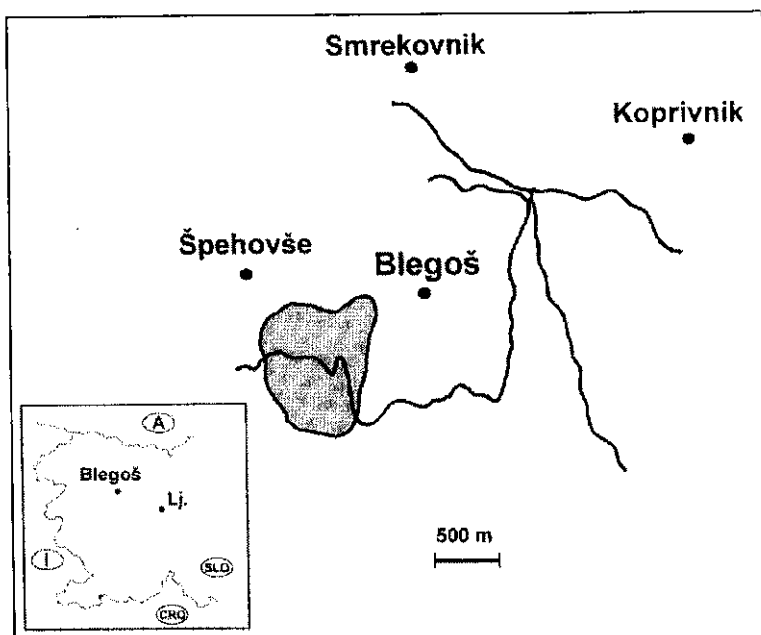 Smrekovnik
Koprivnik
Špehovše
Blegoš
500 m
A
Blegoš
Lj.
I
SLO
CRO